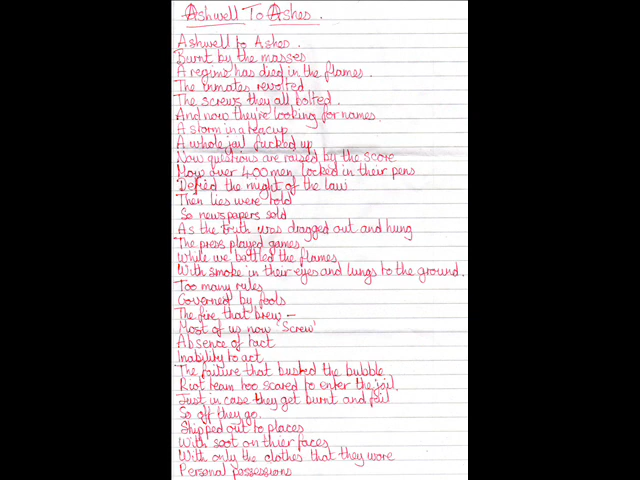 Ashwell To Ashes.
Ashwell to Ashes.
Burnt by the masses
A regime has died in the flames.
The inmates revolted
The screws they all bolted.
And now they're looking for names.
A storm in a teacup
A whole jail fucked up
Now questions are raised by the score
How over 400 men, locked in their pens
Defied the might of the law
Then lies were told
So newspapers sold
As the truth was dragged out and hung
The press played games
While we battled the flames
With smoke in their eyes and lungs to the ground.
Too many rules
Governed by fools
The fire that brew -
Most of us now 'Screw'
Absence of tact
Inability to act
The failure that busted the bubble
Riot team too scared to enter the jail.
Just in case they get burnt and fail
So off they go.
Shipped out to places
With soot on thier faces
With only the clothes that they wore
Personal possessions